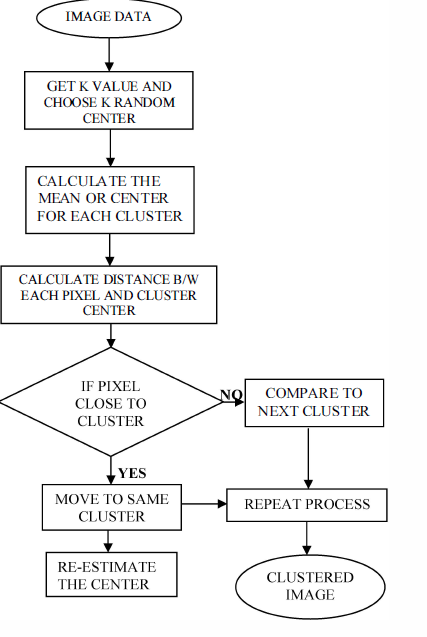 IMAGE DATA
GET K VALUE AND
CHOOSE K RANDOM
CENTER
CALCULATE THE
MEAN OR CENTER
FOR EACH CLUSTER
CALCULATE DISTANCE B/W
EACH PIXEL AND CLUSTER
CENTER
IF PIXEL
CLOSE TO
CLUSTER
NO
COMPARE TO
NEXT CLUSTER
YES
MOVE TO SAME
CLUSTER
REPEAT PROCESS
RE-ESTIMATE
THE CENTER
CLUSTERED
IMAGE